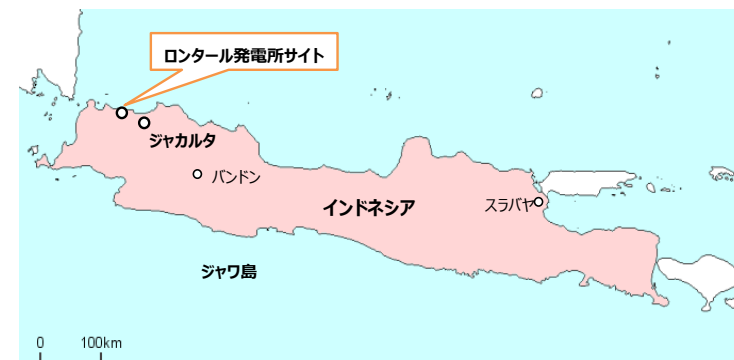 ロンタール発電所サイト
ジャカルタ
バンドン
インドネシア
スラバヤ
ジャワ島
0 100km